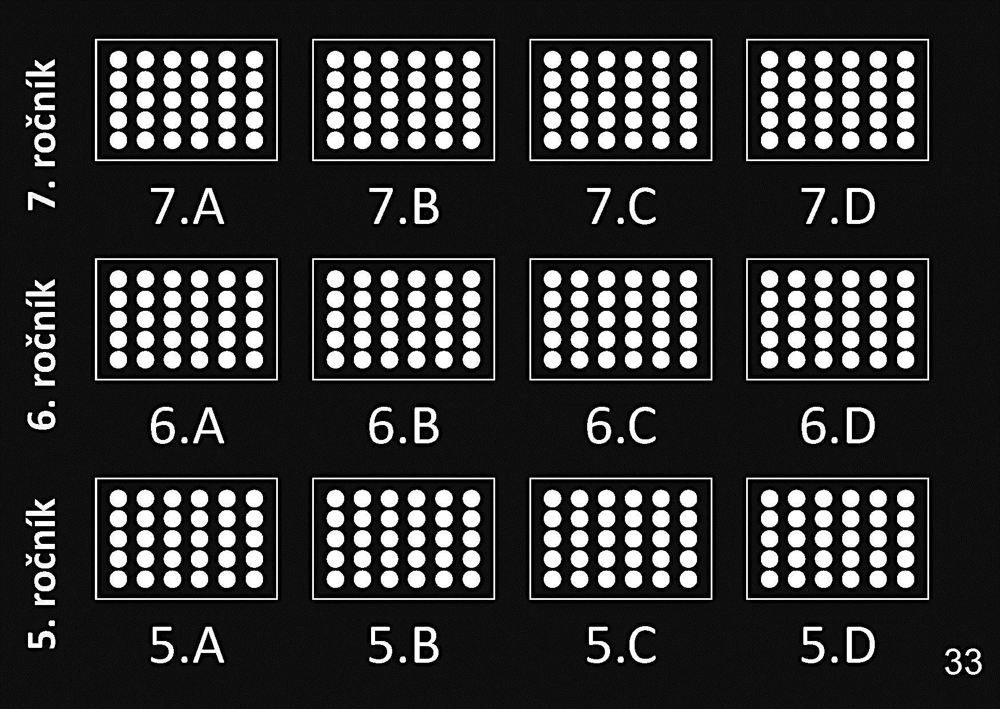 7. ročník
7.A
7.B
7.C
7.D
6. ročník
6.A
6.B
6.C
6.D
5. ročník
5.A
5.B
5.C
5.D
33